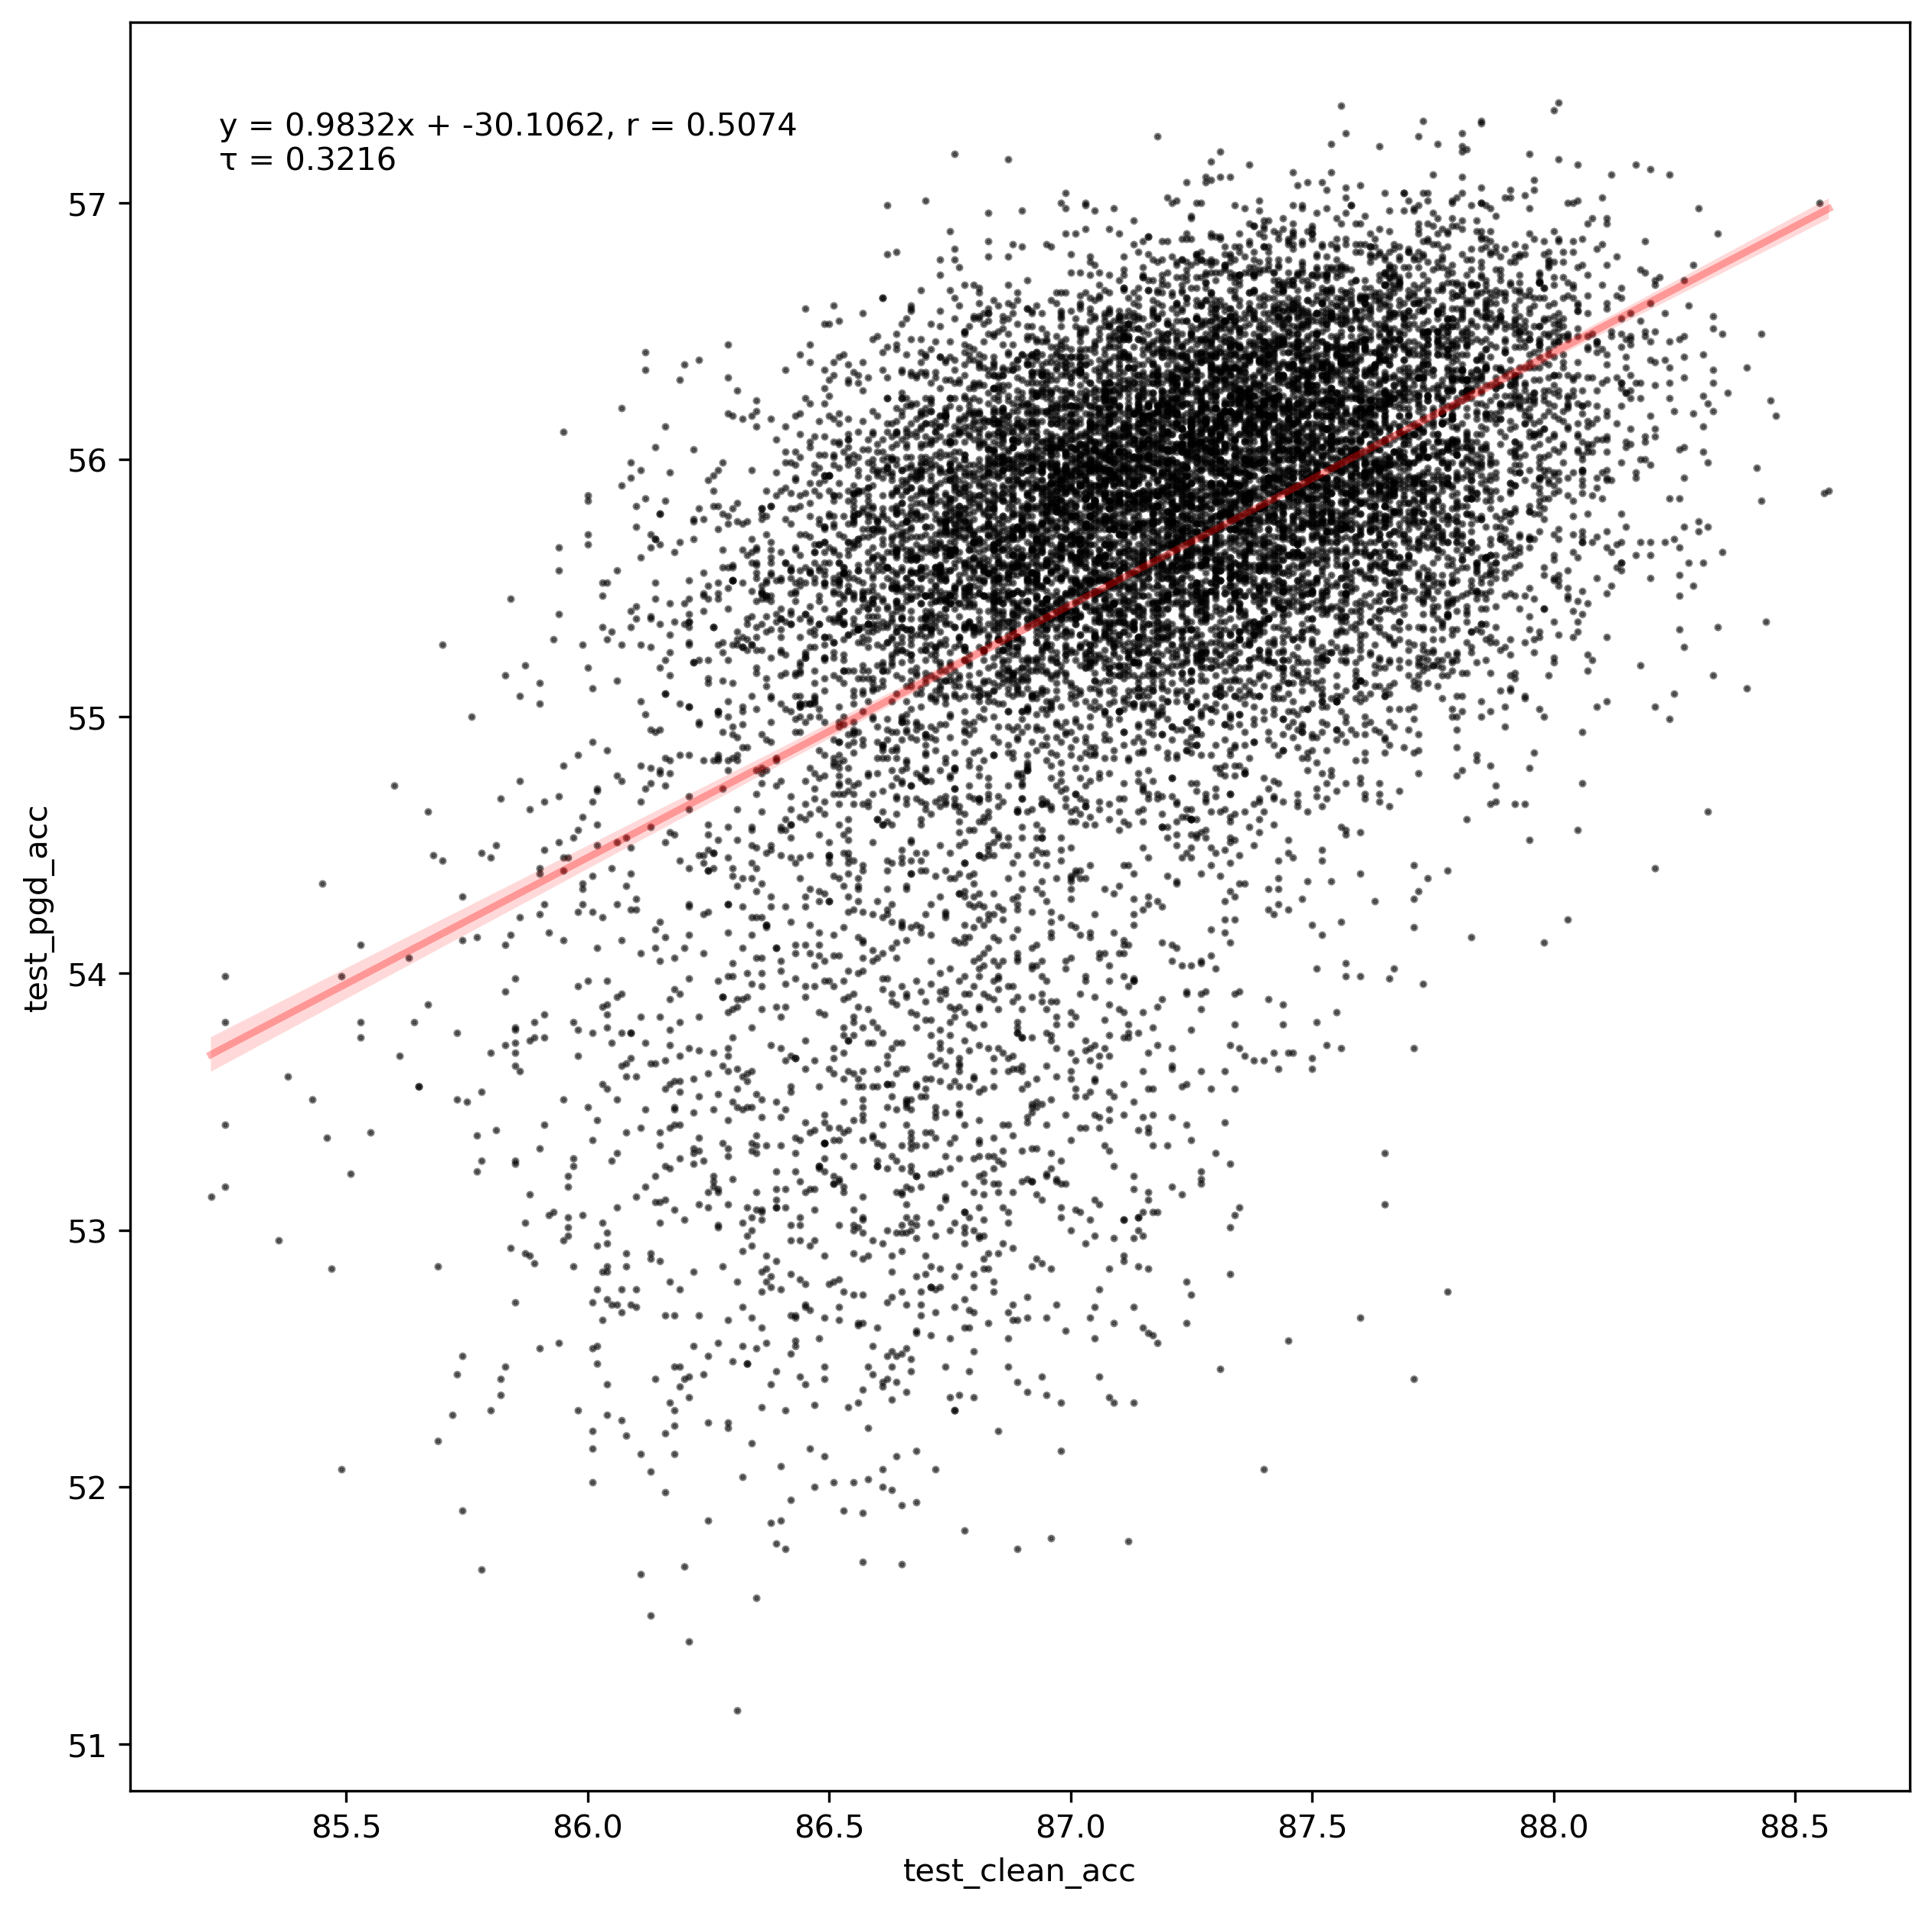 y = 0.9832x + -30.1062, r = 0.5074
τ = 0.3216
57
56
55
54
53
52
51
test_pgd_acc
85.5 86.0 86.5 87.0 87.5 88.0 88.5
test_clean_acc